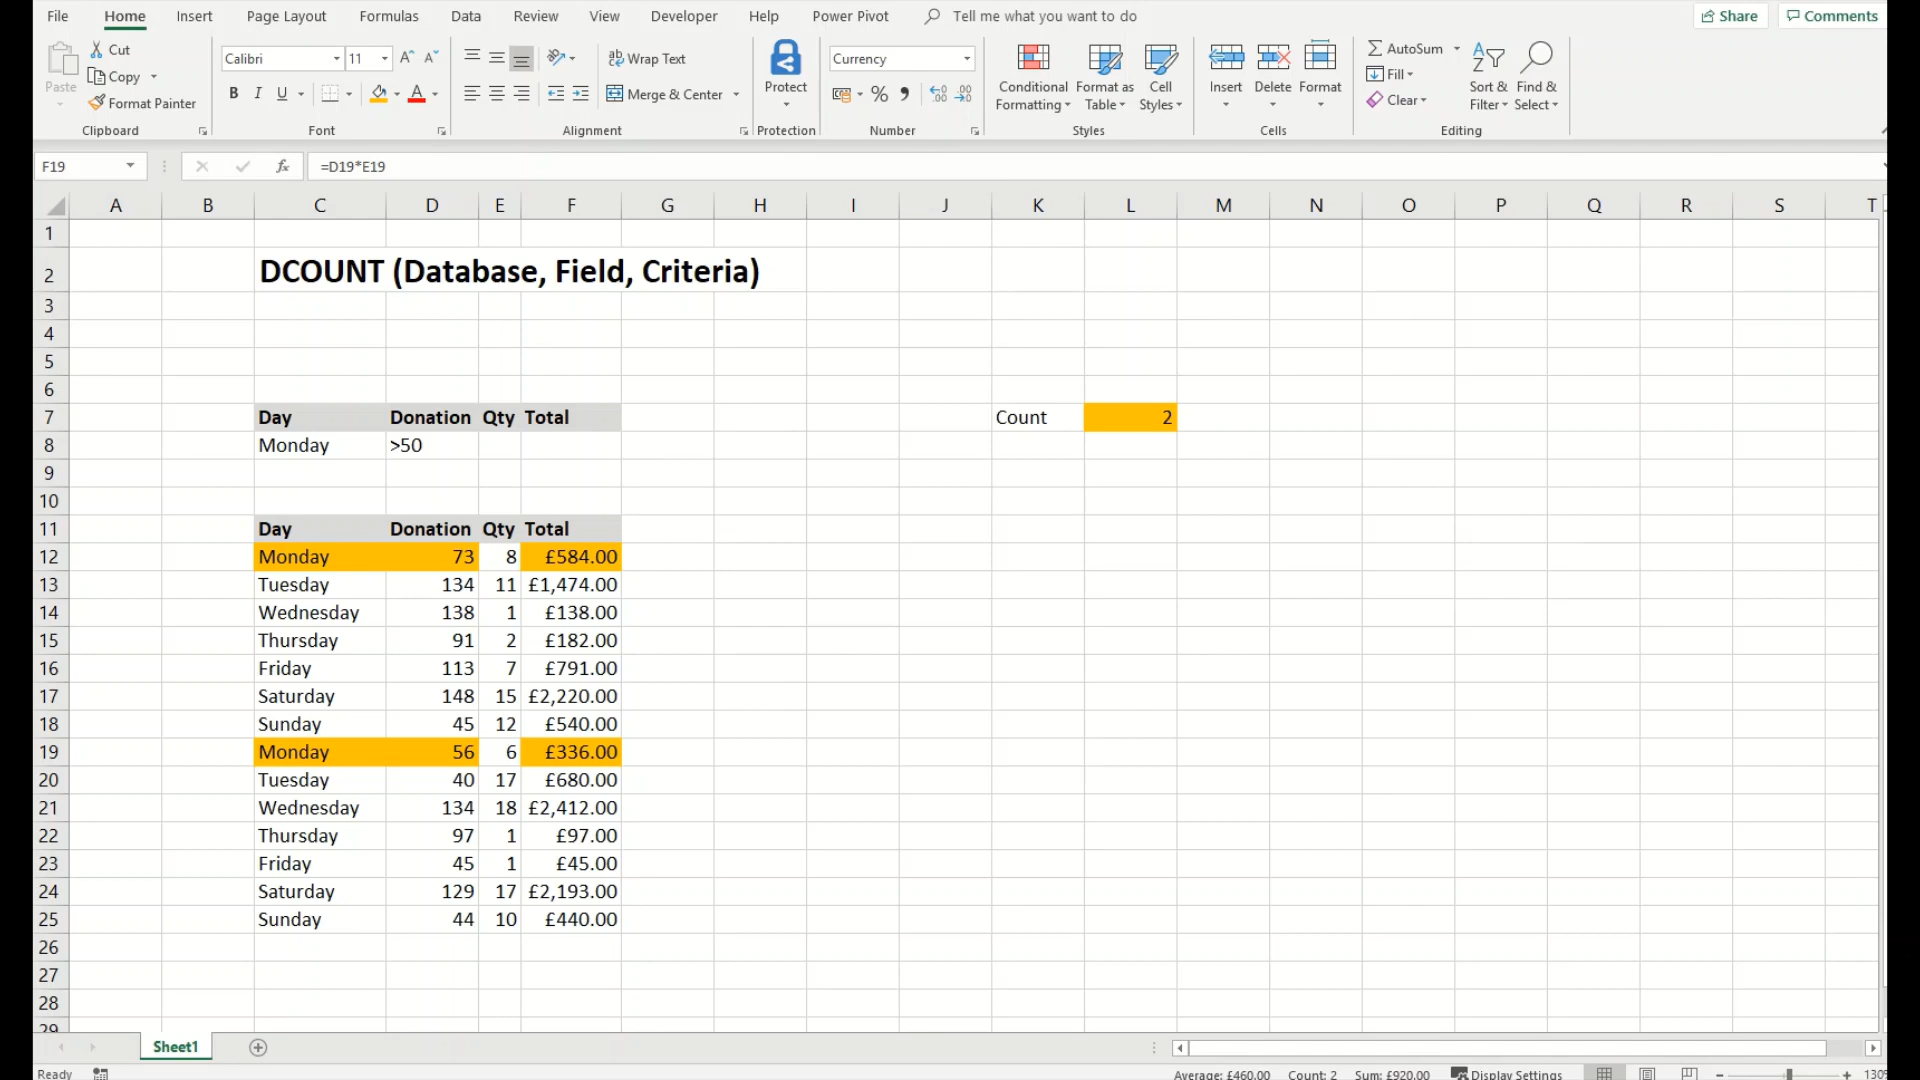 File Home Insert Page Layout Formulas Data Review View Developer Help Power Pivot Tell me what you want to do Share Comments
Paste Cut Copy Format Painter Clipboard
Calibri 11 B I U A Font
ab Wrap Text Merge & Center Alignment
Protect Protection
Currency % Number
Conditional Formatting Format as Table Cell Styles Styles
Insert Delete Format Cells
AutoSum Fill Clear Sort & Filter Find & Select Editing
F19 fx =D19*E19
A B C D E F G H I J K L M N O P Q R S T
1
2 DCOUNT (Database, Field, Criteria)
3
4
5
6
7 Day Donation Qty Total Count 2
8 Monday >50
9
10
11 Day Donation Qty Total
12 Monday 73 8 £584.00
13 Tuesday 134 11 £1,474.00
14 Wednesday 138 1 £138.00
15 Thursday 91 2 £182.00
16 Friday 113 7 £791.00
17 Saturday 148 15 £2,220.00
18 Sunday 45 12 £540.00
19 Monday 56 6 £336.00
20 Tuesday 40 17 £680.00
21 Wednesday 134 18 £2,412.00
22 Thursday 97 1 £97.00
23 Friday 45 1 £45.00
24 Saturday 129 17 £2,193.00
25 Sunday 44 10 £440.00
26
27
28
29
Sheet1
Ready Average: £460.00 Count: 2 Sum: £920.00 Display Settings 130%